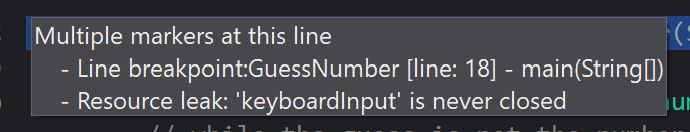 Multiple markers at this line
- Line breakpoint:GuessNumber [line: 18] - main(String[])
- Resource leak: 'keyboardInput' is never closed